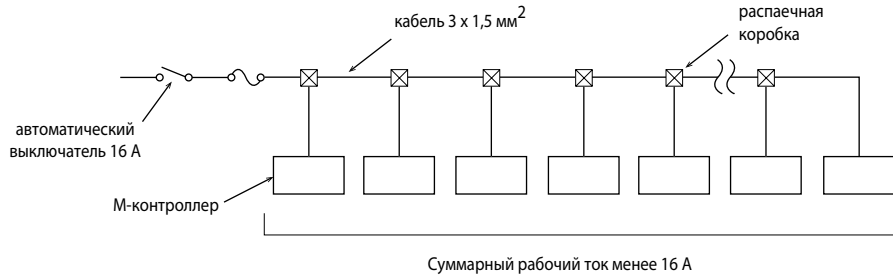 кабель 3 x 1,5 мм²
распаечная
коробка
автоматический
выключатель 16 А
М-контроллер
Суммарный рабочий ток менее 16 А